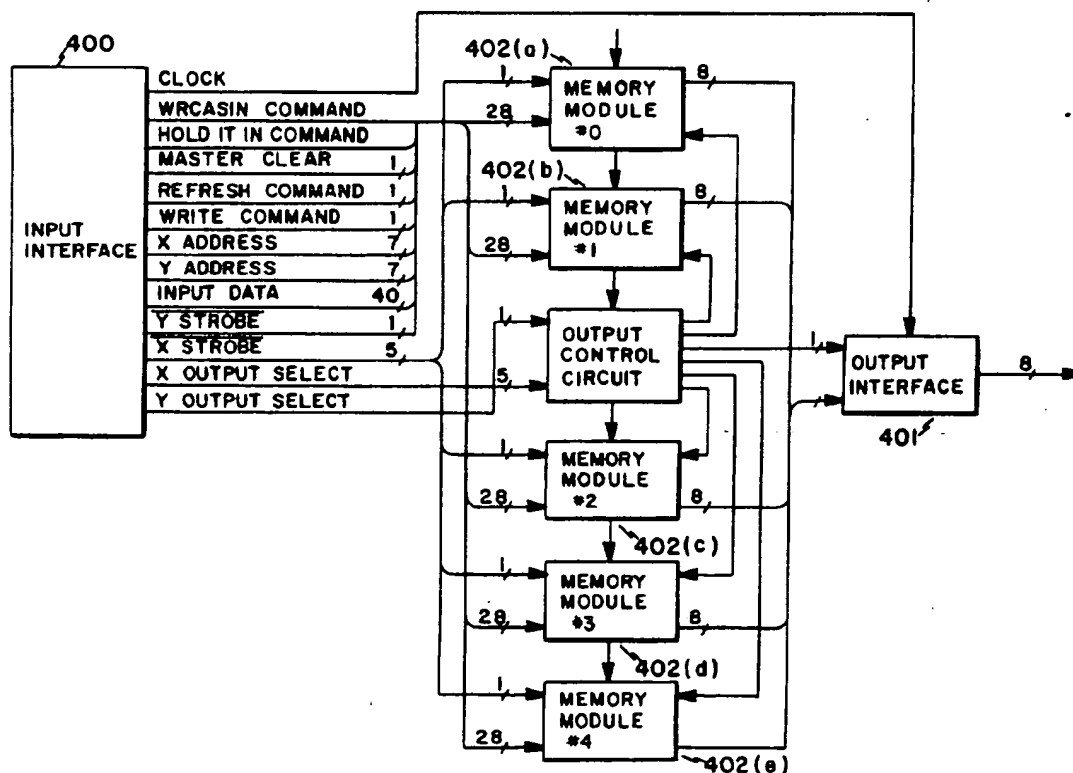 400
INPUT
INTERFACE
CLOCK
WRCASIN COMMAND
HOLD IT IN COMMAND
MASTER CLEAR 1
REFRESH COMMAND 1
WRITE COMMAND 1
X ADDRESS 7
Y ADDRESS 7
INPUT DATA 40
Y STROBE 1
X STROBE 5
X OUTPUT SELECT
Y OUTPUT SELECT
402(a)
1
28
MEMORY
MODULE
#0
8
402(b)
1
28
MEMORY
MODULE
#1
8
1
5
OUTPUT
CONTROL
CIRCUIT
1
OUTPUT
INTERFACE
8
401
1
28
MEMORY
MODULE
#2
8
402(c)
1
28
MEMORY
MODULE
#3
8
402(d)
1
28
MEMORY
MODULE
#4
402(e)